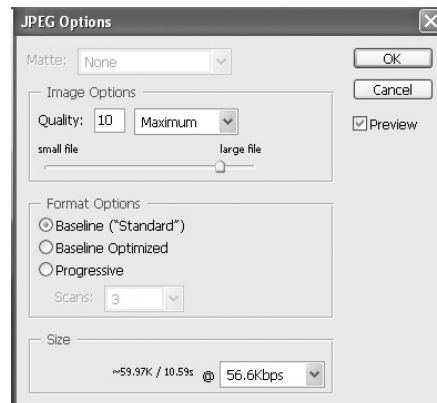 JPEG Options
Matte: None
OK
Cancel
Preview
Image Options
Quality: 10 Maximum
small file large file
Format Options
Baseline ("Standard")
Baseline Optimized
Progressive
Scans: 3
Size
~59.97K / 10.59s @ 56.6Kbps